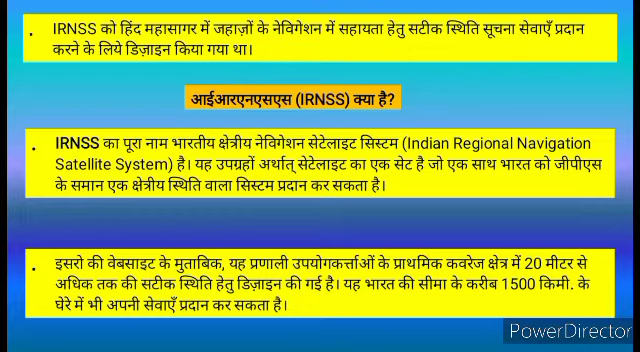 . IRNSS को हिंद महासागर में जहाज़ों के नेविगेशन में सहायता हेतु सटीक स्थिति सूचना सेवाएँ प्रदान
करने के लिये डिज़ाइन किया गया था।
आईआरएनएसएस (IRNSS) क्या है?
. IRNSS का पूरा नाम भारतीय क्षेत्रीय नेविगेशन सेटेलाइट सिस्टम (Indian Regional Navigation
Satellite System) है। यह उपग्रहों अर्थात् सेटेलाइट का एक सेट है जो एक साथ भारत को जीपीएस
के समान एक क्षेत्रीय स्थिति वाला सिस्टम प्रदान कर सकता है।
. इसरो की वेबसाइट के मुताबिक, यह प्रणाली उपयोगकर्त्ताओं के प्राथमिक कवरेज क्षेत्र में 20 मीटर से
अधिक तक की सटीक स्थिति हेतु डिज़ाइन की गई है। यह भारत की सीमा के करीब 1500 किमी. के
घेरे में भी अपनी सेवाएँ प्रदान कर सकता है।
PowerDirector